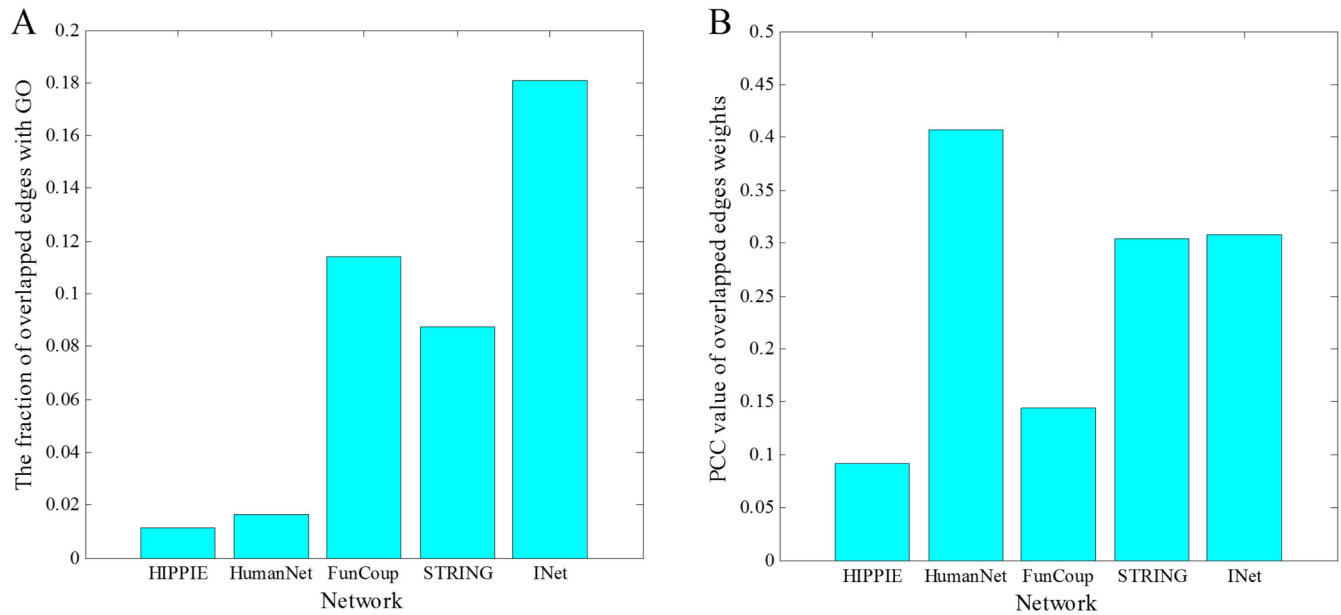 A
The fraction of overlapped edges with GO
0.2
0.18
0.16
0.14
0.12
0.1
0.08
0.06
0.04
0.02
0
HIPPIE HumanNet FunCoup STRING INet
Network
B
PCC value of overlapped edges weights
0.5
0.45
0.4
0.35
0.3
0.25
0.2
0.15
0.1
0.05
0
HIPPIE HumanNet FunCoup STRING INet
Network